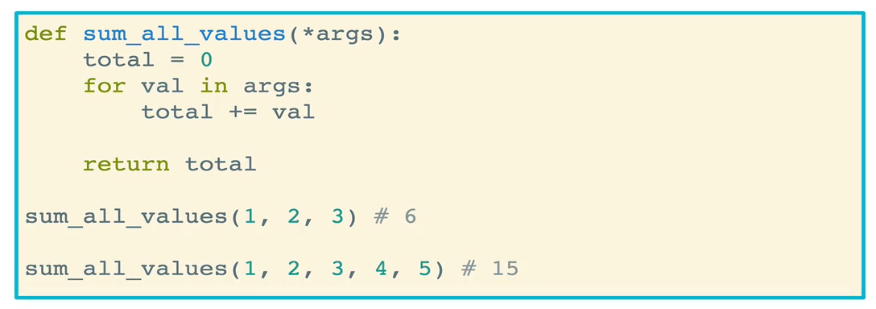 def sum_all_values(*args):
    total = 0
    for val in args:
        total += val
    return total
sum_all_values(1, 2, 3) # 6
sum_all_values(1, 2, 3, 4, 5) # 15